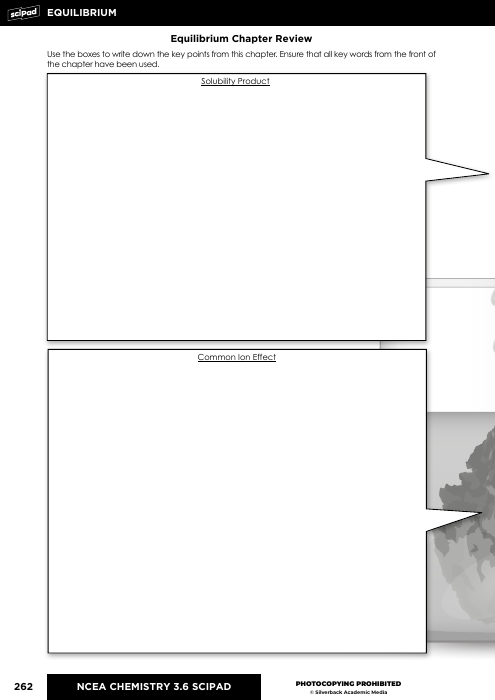 scipad EQUILIBRIUM
Equilibrium Chapter Review
Use the boxes to write down the key points from this chapter. Ensure that all key words from the front of
the chapter have been used.
Solubility Product
Common Ion Effect
262 NCEA CHEMISTRY 3.6 SCIPAD PHOTOCOPYING PROHIBITED
© Silverback Academic Media